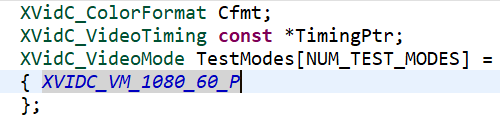 XVidC_ColorFormat Cfmt;
XVidC_VideoTiming const *TimingPtr;
XVidC_VideoMode TestModes[NUM_TEST_MODES] =
{ XVIDC_VM_1080_60_P
};